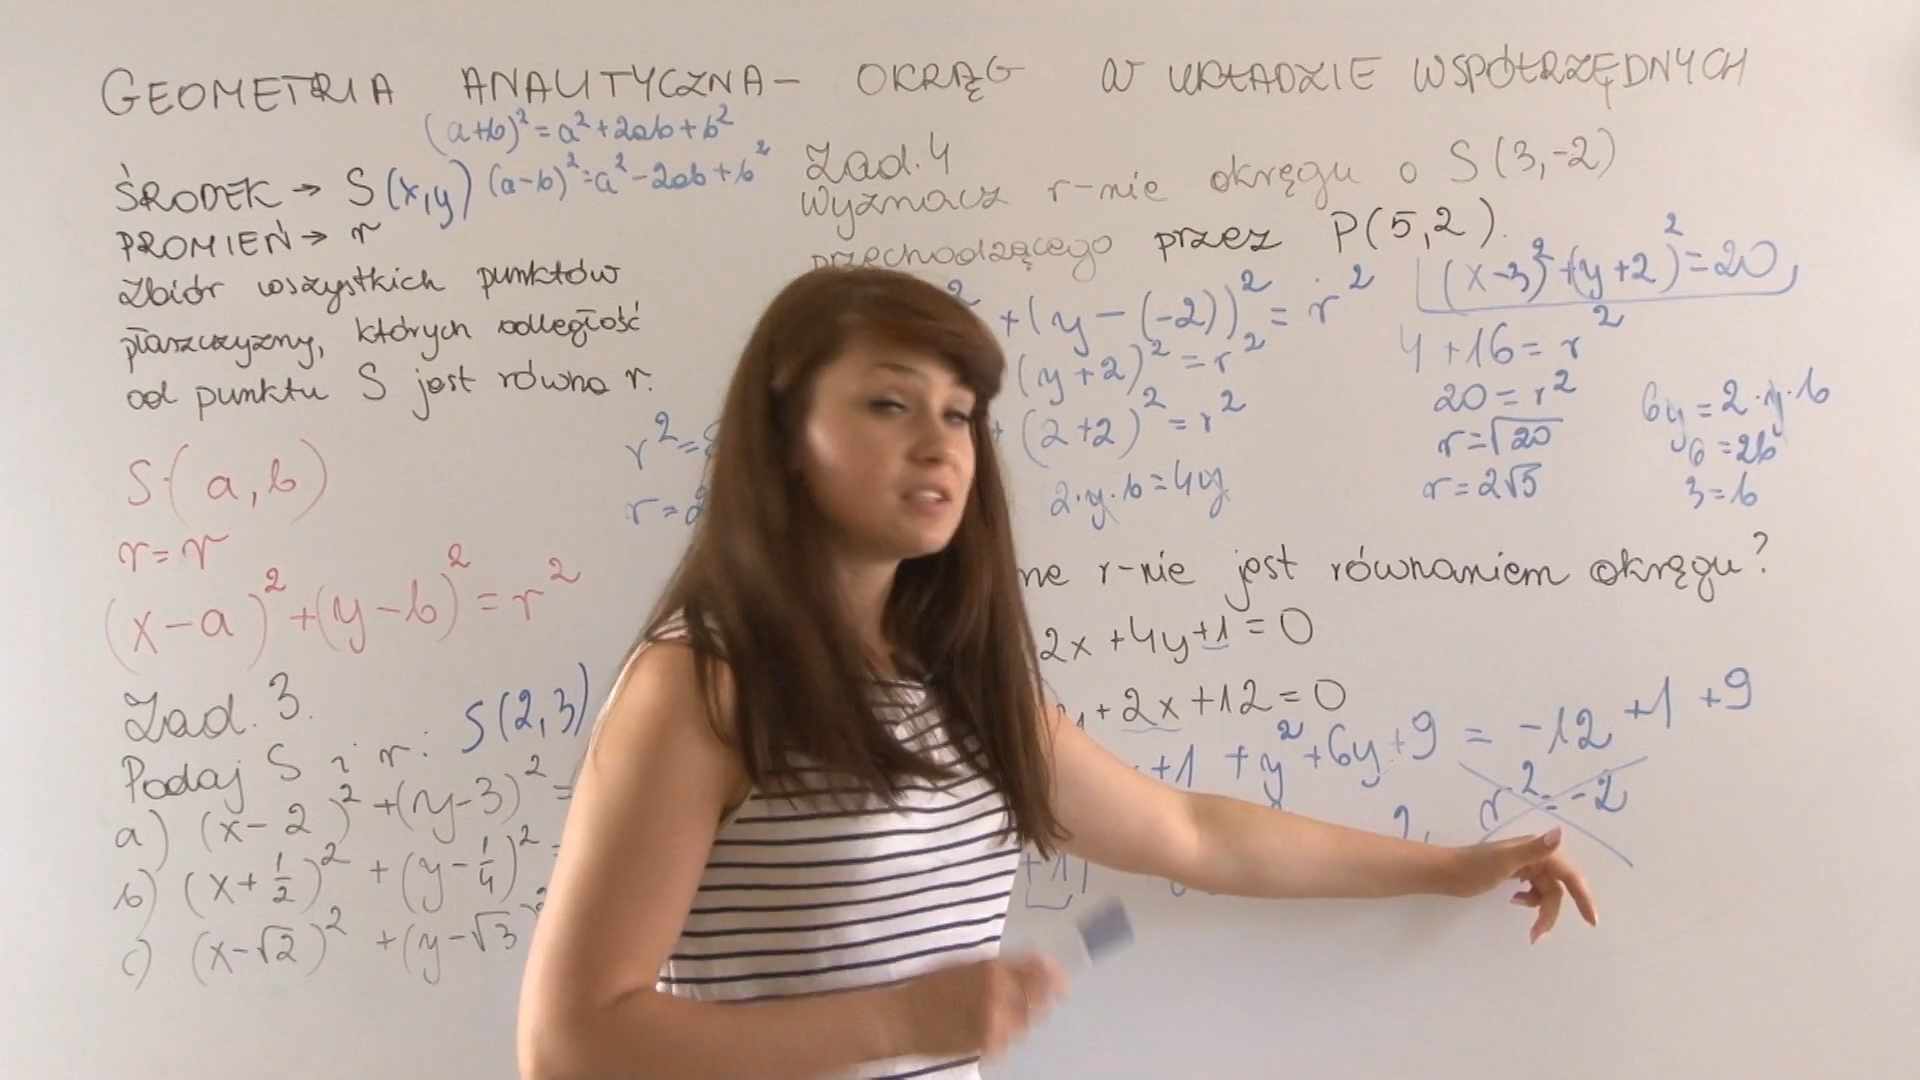 GEOMETRIA ANALITYCZNA – OKRĄG W UKŁADZIE WSPÓŁRZĘDNYCH
(a+b)² = a² + 2ab + b²
ŚRODEK → S(x,y) (a-b)² = a² - 2ab + b²
PROMIEŃ → r
Zbiór wszystkich punktów
płaszczyzny, których odległość
od punktu S jest równa r.
S(a,b)
r=r
(x-a)² + (y-b)² = r²
Zad. 3.
Podaj S i r: S(2,3)
a) (x-2)² + (y-3)² =
b) (x+1/2)² + (y-1/4)² =
c) (x-√2)² + (y-√3
r² =
r =
Zad. 4
Wyznacz r-nie okręgu o S(3,-2)
przechodzącego przez P(5,2).
² + (y-(-2))² = r²
(y+2)² = r²
+ (2+2)² = r²
2·y·b = 4y
(x-3)² + (y+2)² = 20
4+16 = r²
20 = r²
r = √20
r = 2√5
6y = 2·y·b
6 = 2b
3 = b
ne r-nie jest równaniem okręgu?
2x + 4y + 1 = 0
+ 2x + 12 = 0
+1 + y² + 6y + 9 = -12 + 1 + 9
r² = -2
+1)